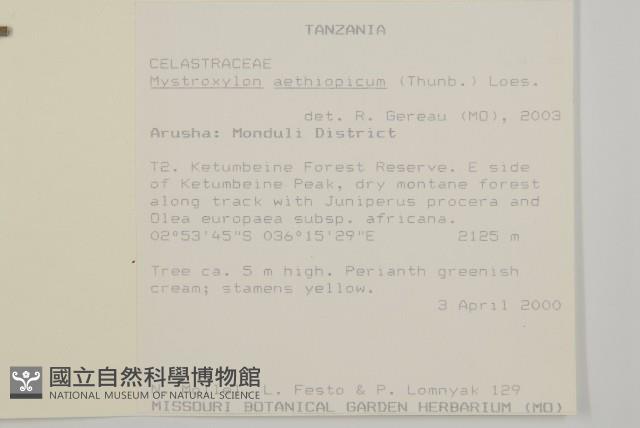 TANZANIA
CELASTRACEAE
Mystroxylon aethiopicum (Thunb.) Loes.
det. R. Gereau (MO), 2003
Arusha: Monduli District
T2. Ketumbeine Forest Reserve. E side
of Ketumbeine Peak, dry montane forest
along track with Juniperus procera and
Olea europaea subsp. africana.
02°53'45"S 036°15'29"E 2125 m
Tree ca. 5 m high. Perianth greenish
cream; stamens yellow.
3 April 2000
L. Festo & P. Lomnyak 129
MISSOURI BOTANICAL GARDEN HERBARIUM (MO)
國立自然科學博物館
NATIONAL MUSEUM OF NATURAL SCIENCE